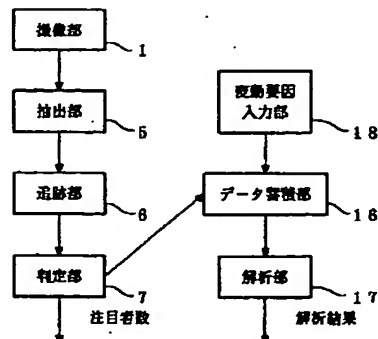 撮像部
1
抽出部
5
変動要因
入力部
18
追跡部
6
データ蓄積部
16
判定部
7
解析部
17
注目者数
解析結果